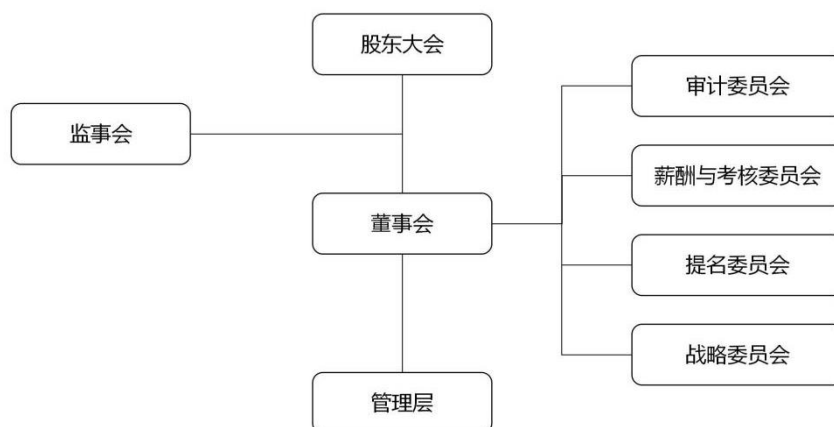 股东大会
审计委员会
监事会
薪酬与考核委员会
董事会
提名委员会
战略委员会
管理层